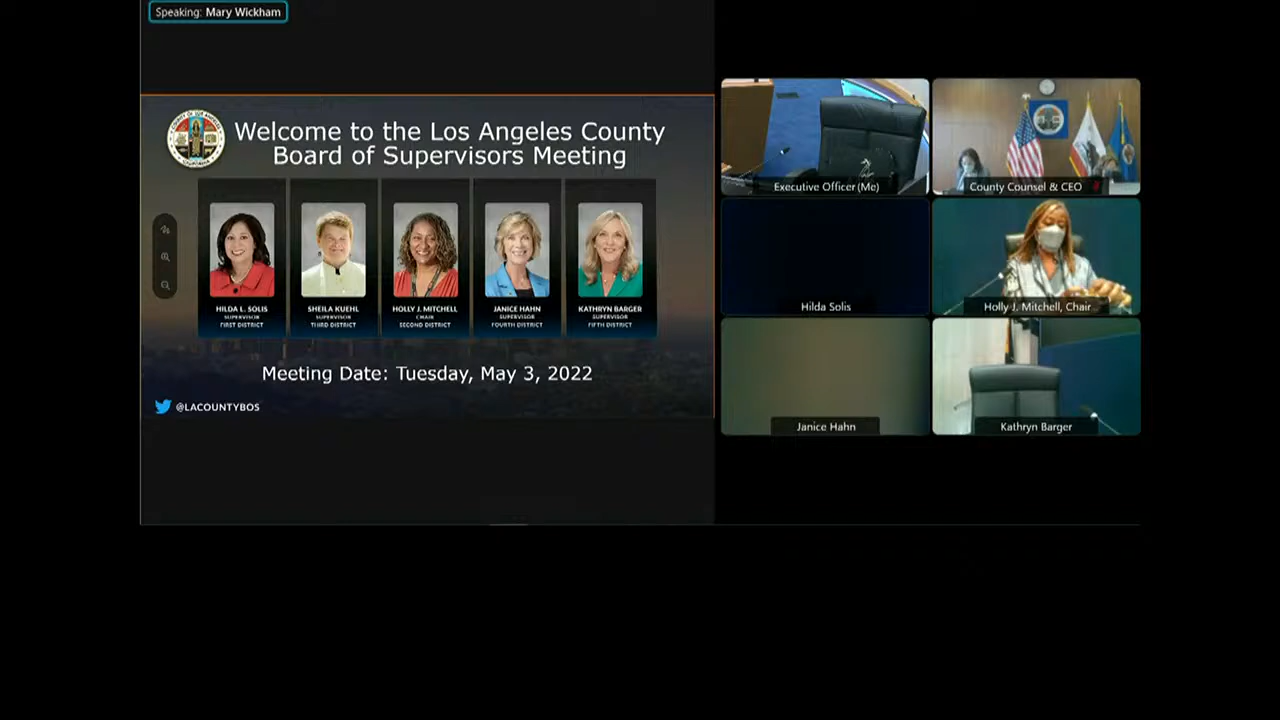 Speaking: Mary Wickham
Welcome to the Los Angeles County
Board of Supervisors Meeting
HILDA L. SOLIS
SUPERVISOR
FIRST DISTRICT
SHEILA KUEHL
SUPERVISOR
THIRD DISTRICT
HOLLY J. MITCHELL
CHAIR
SECOND DISTRICT
JANICE HAHN
SUPERVISOR
FOURTH DISTRICT
KATHRYN BARGER
SUPERVISOR
FIFTH DISTRICT
Meeting Date: Tuesday, May 3, 2022
@LACOUNTYBOS
Executive Officer (Me)
County Counsel & CEO
Hilda Solis
Holly J. Mitchell, Chair
Janice Hahn
Kathryn Barger